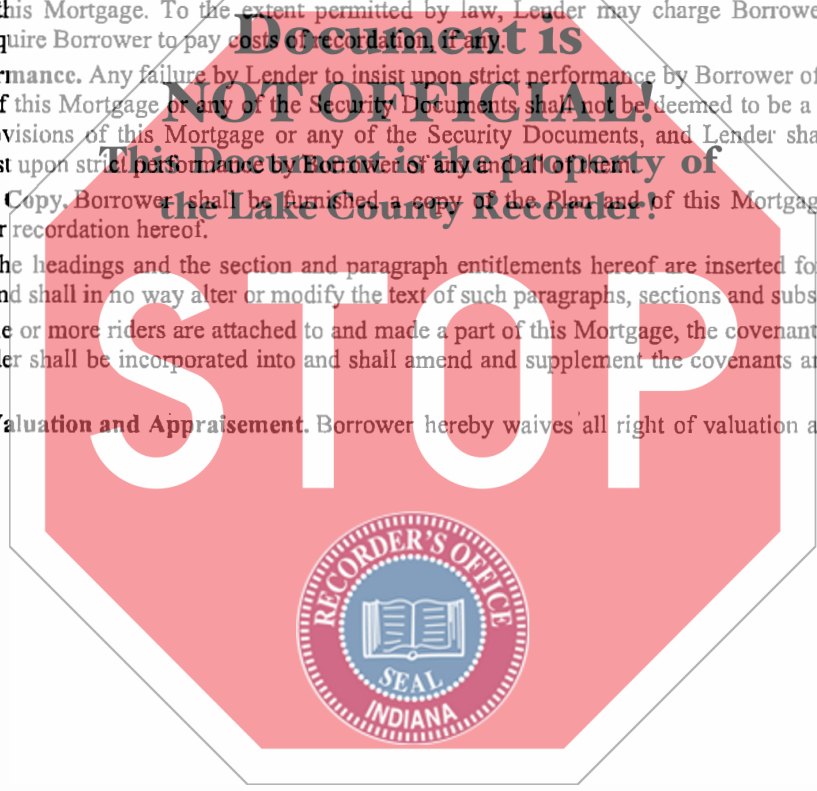 this Mortgage. To the extent permitted by law, Lender may charge Borrowe
quire Borrower to pay costs of recordation, if any.
Document is
rmance. Any failure by Lender to insist upon strict performance by Borrower of
f this Mortgage or any of the Security Documents shall not be deemed to be a
NOT OFFICIAL!
visions of this Mortgage or any of the Security Documents, and Lender sha
st upon strict performance by Borrower of any and all of them.
This Document is the property of
Copy. Borrower shall be furnished a copy of the Plan and of this Mortgag
the Lake County Recorder!
r recordation hereof.
he headings and the section and paragraph entitlements hereof are inserted fo
nd shall in no way alter or modify the text of such paragraphs, sections and subs
e or more riders are attached to and made a part of this Mortgage, the covenant
er shall be incorporated into and shall amend and supplement the covenants a
STOP
aluation and Appraisement. Borrower hereby waives all right of valuation a
RECORDER'S OFFICE
SEAL
INDIANA